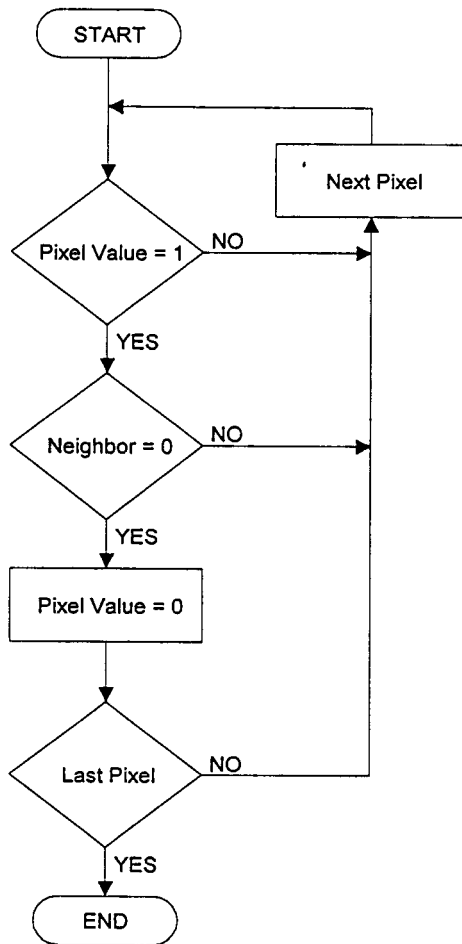 START
Next Pixel
Pixel Value = 1
NO
YES
Neighbor = 0
NO
YES
Pixel Value = 0
Last Pixel
NO
YES
END